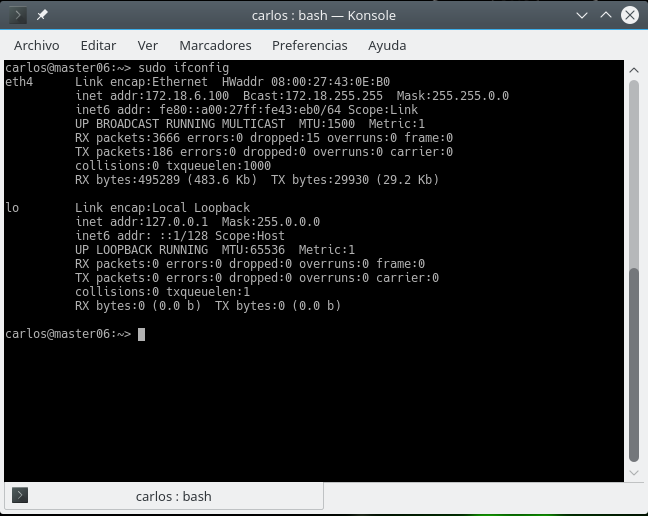 carlos : bash — Konsole
Archivo Editar Ver Marcadores Preferencias Ayuda
carlos@master06:~> sudo ifconfig
eth4      Link encap:Ethernet  HWaddr 08:00:27:43:0E:B0
          inet addr:172.18.6.100  Bcast:172.18.255.255  Mask:255.255.0.0
          inet6 addr: fe80::a00:27ff:fe43:eb0/64 Scope:Link
          UP BROADCAST RUNNING MULTICAST  MTU:1500  Metric:1
          RX packets:3666 errors:0 dropped:15 overruns:0 frame:0
          TX packets:186 errors:0 dropped:0 overruns:0 carrier:0
          collisions:0 txqueuelen:1000
          RX bytes:495289 (483.6 Kb)  TX bytes:29930 (29.2 Kb)
lo        Link encap:Local Loopback
          inet addr:127.0.0.1  Mask:255.0.0.0
          inet6 addr: ::1/128 Scope:Host
          UP LOOPBACK RUNNING  MTU:65536  Metric:1
          RX packets:0 errors:0 dropped:0 overruns:0 frame:0
          TX packets:0 errors:0 dropped:0 overruns:0 carrier:0
          collisions:0 txqueuelen:1
          RX bytes:0 (0.0 b)  TX bytes:0 (0.0 b)
carlos@master06:~>
carlos : bash